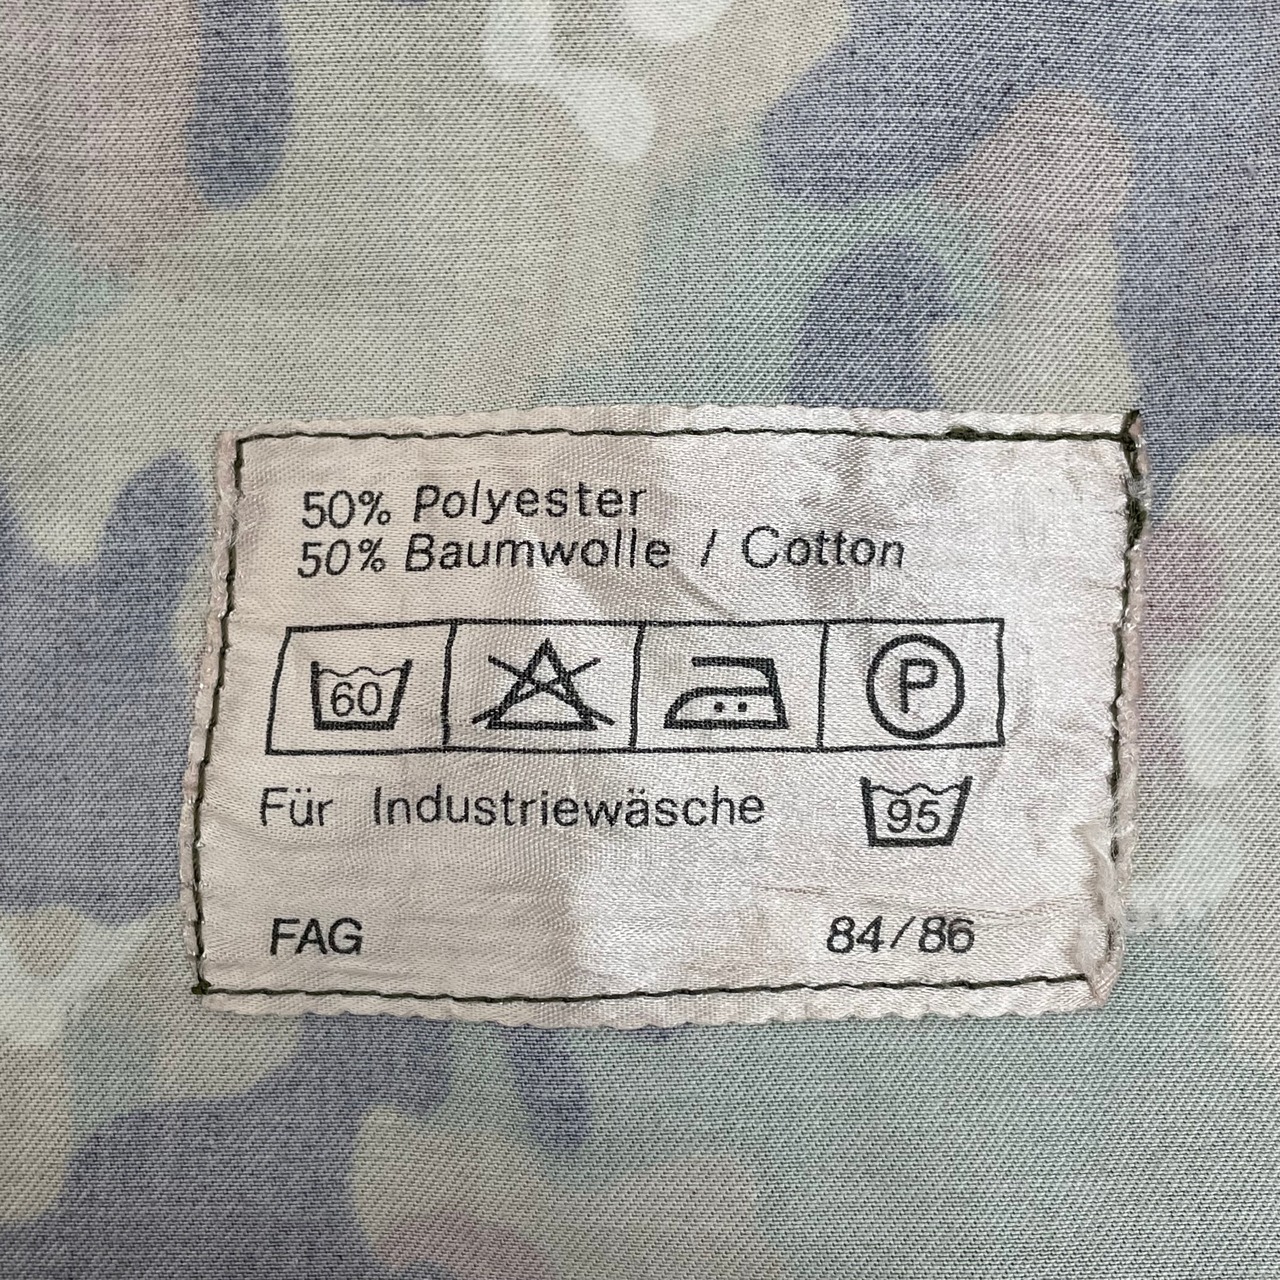 50% Polyester
50% Baumwolle / Cotton
60 P
Für Industriewäsche 95
FAG 84/86